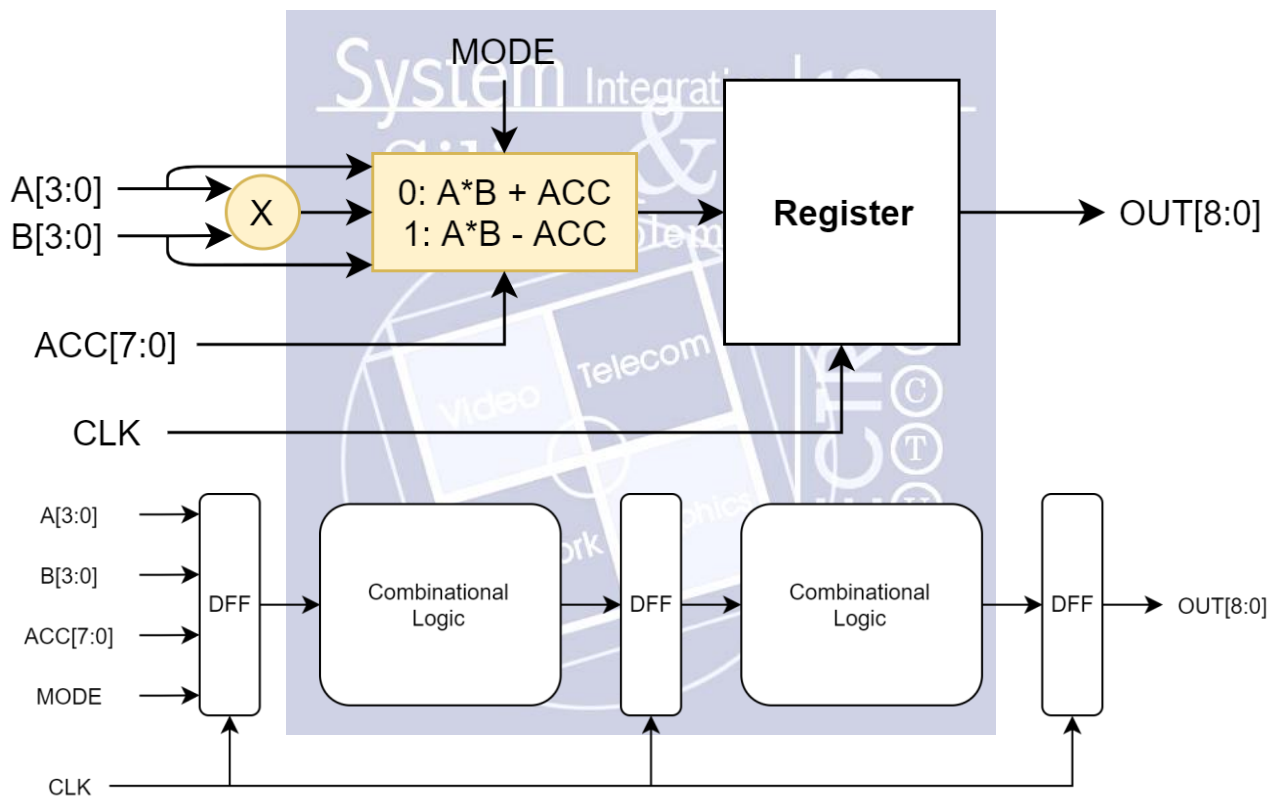 System Integrati
MODE
&
A[3:0]
B[3:0]
X
0: A*B + ACC
1: A*B - ACC
Register
OUT[8:0]
ACC[7:0]
Telecom
Video
CLK
A[3:0]
B[3:0]
ACC[7:0]
MODE
DFF
Combinational
Logic
DFF
Combinational
Logic
DFF
OUT[8:0]
CLK